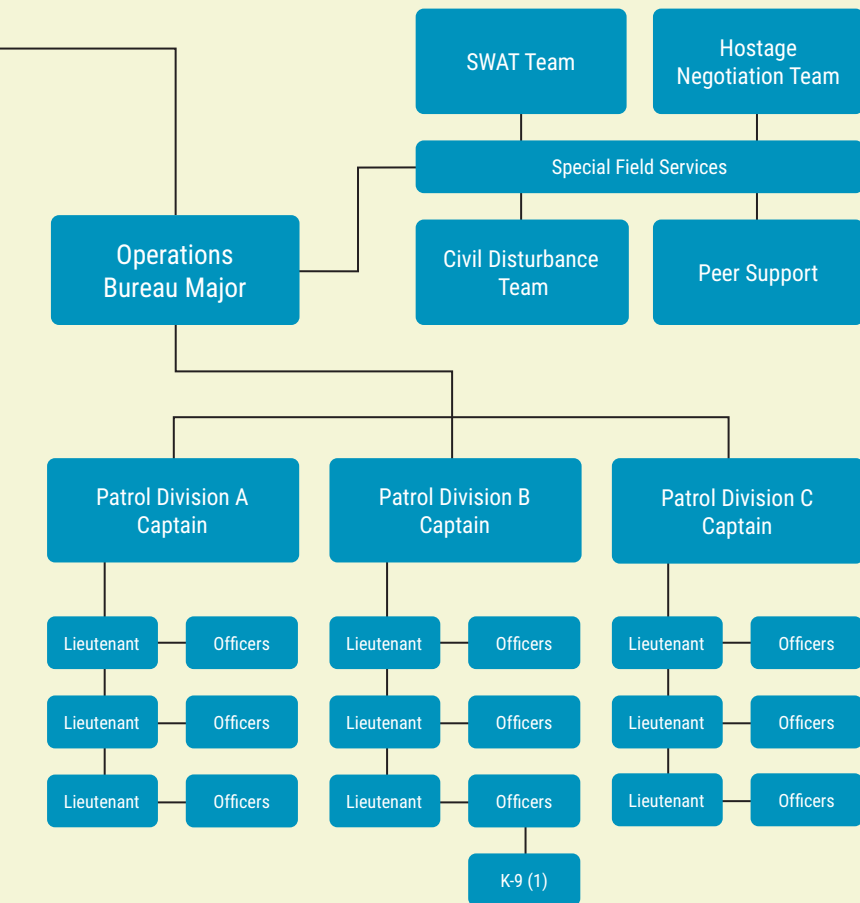 SWAT Team
Hostage
Negotiation Team
Special Field Services
Operations
Bureau Major
Civil Disturbance
Team
Peer Support
Patrol Division A
Captain
Patrol Division B
Captain
Patrol Division C
Captain
Lieutenant
Officers
Lieutenant
Officers
Lieutenant
Officers
Lieutenant
Officers
Lieutenant
Officers
Lieutenant
Officers
Lieutenant
Officers
Lieutenant
Officers
Lieutenant
Officers
K-9 (1)